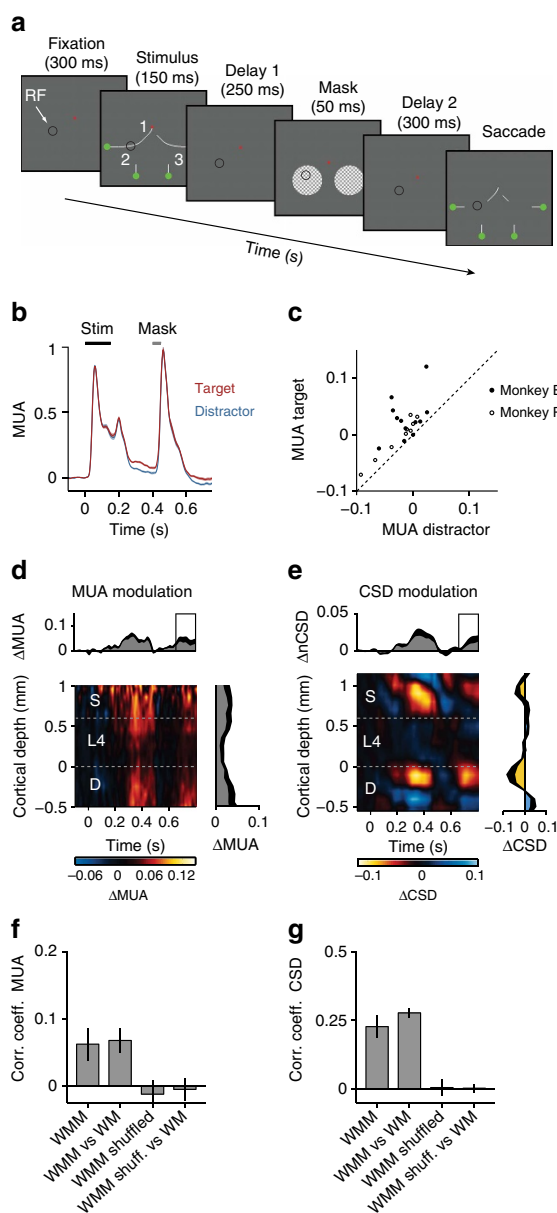 a
Fixation
(300 ms)
Stimulus
(150 ms)
Delay 1
(250 ms)
Mask
(50 ms)
Delay 2
(300 ms)
Saccade
RF
1
2
3
Time (s)
b
Stim
Mask
1
0.5
0
MUA
Target
Distractor
0
0.2
0.4
0.6
Time (s)
c
0.1
0
−0.1
MUA target
Monkey
Monkey
−0.1
0
0.1
MUA distractor
d
MUA modulation
0.1
0
ΔMUA
1
0.5
0
−0.5
Cortical depth (mm)
S
L4
D
0
0.2
0.4
0.6
Time (s)
0
0.1
ΔMUA
−0.06
0
0.06
0.12
ΔMUA
e
CSD modulation
0.05
0
ΔnCSD
1
0.5
0
−0.5
Cortical depth (mm)
S
L4
D
0
0.2
0.4
0.6
Time (s)
−0.1
0
0.1
ΔCSD
−0.1
0
0.1
ΔCSD
f
0.2
0.1
0
Corr. coeff. MUA
WMM
WMM vs WM
WMM shuffled
WMM shuff. vs WM
g
0.5
0.25
0
Corr. coeff. CSD
WMM
WMM vs WM
WMM shuffled
WMM shuff. vs WM